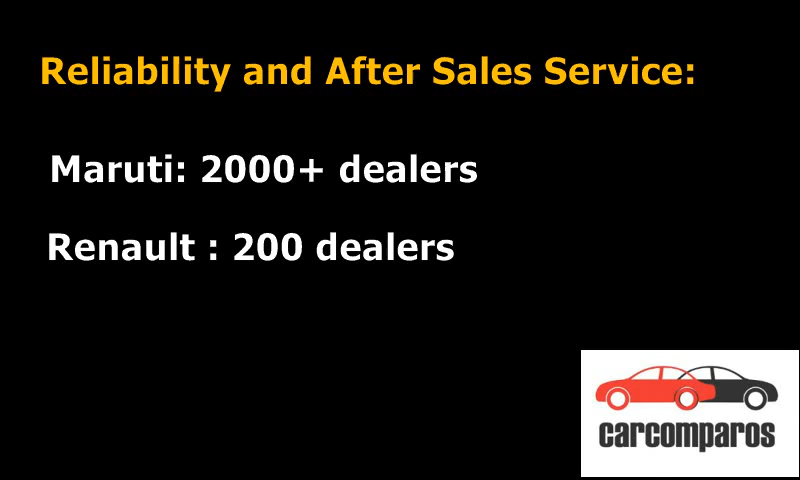 Reliability and After Sales Service:
Maruti: 2000+ dealers
Renault : 200 dealers
carcomparos